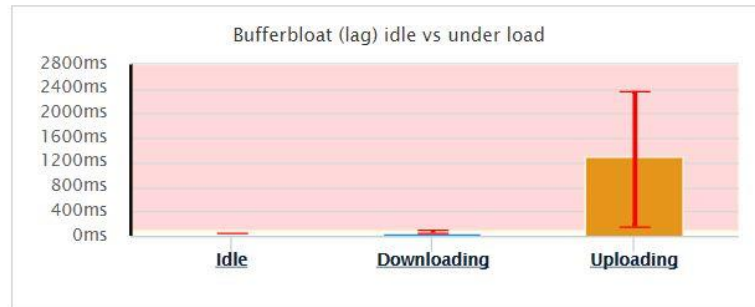 Bufferbloat (lag) idle vs under load
2800ms
2400ms
2000ms
1600ms
1200ms
800ms
400ms
0ms
Idle Downloading Uploading